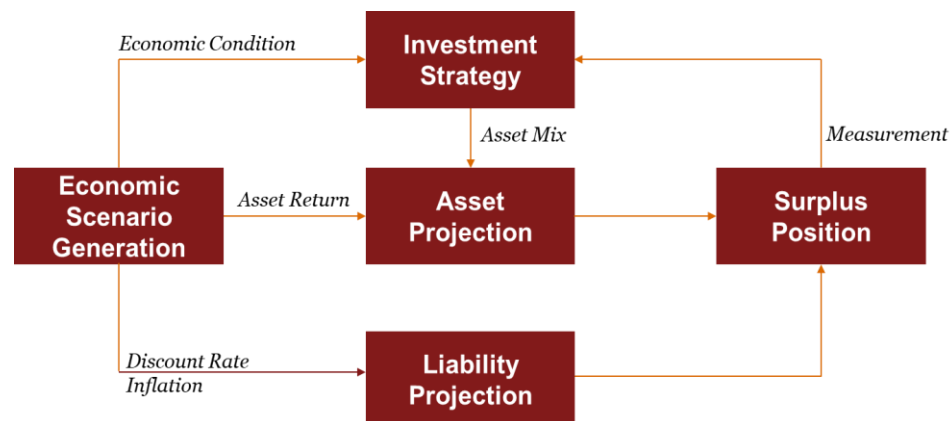 Economic Condition
Investment
Strategy
Asset Mix
Measurement
Economic
Scenario
Generation
Asset Return
Asset
Projection
Surplus
Position
Discount Rate
Inflation
Liability
Projection